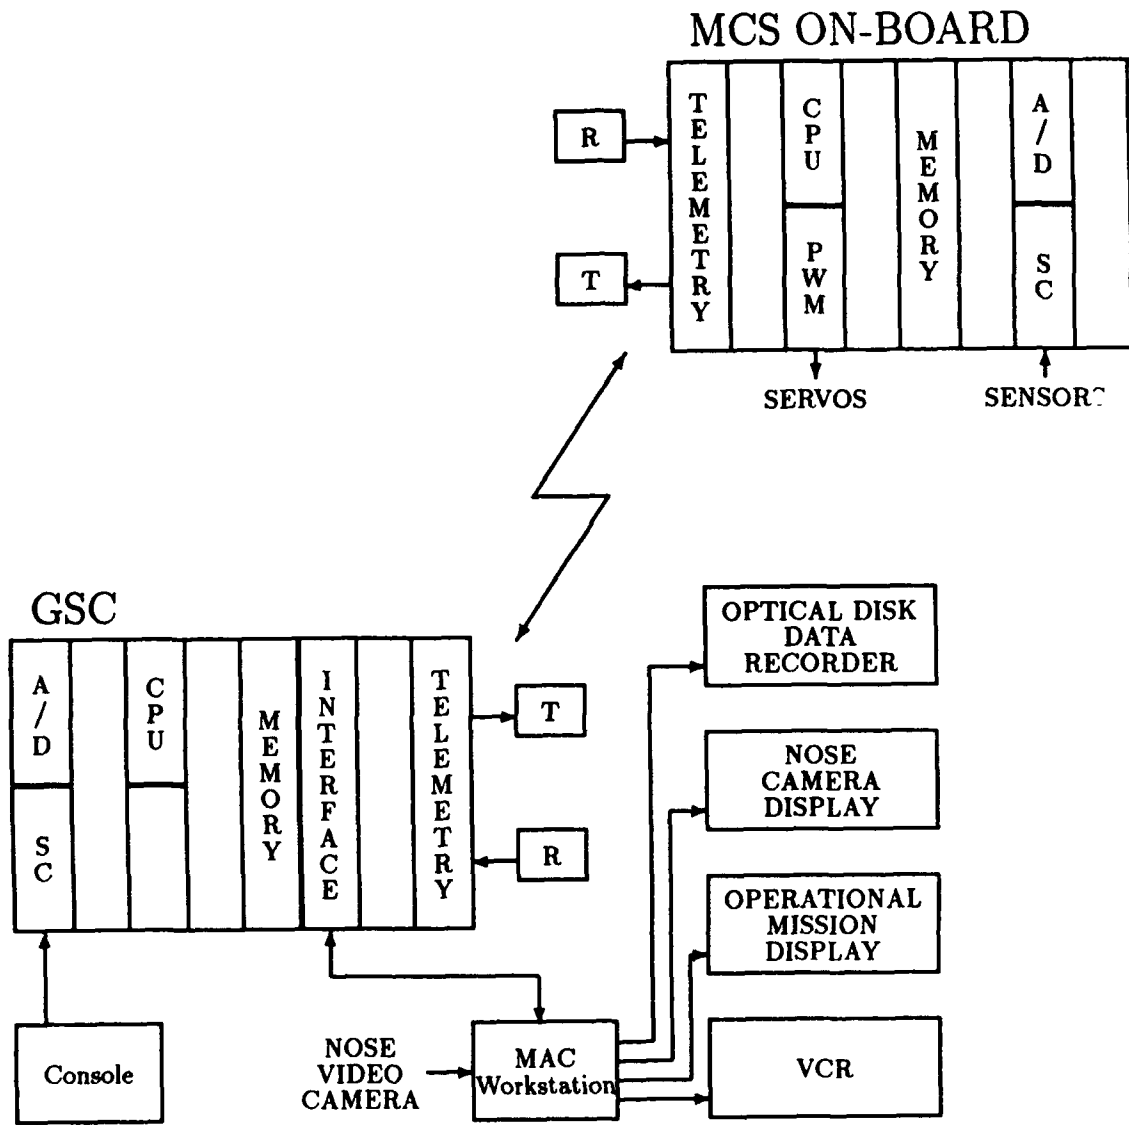 MCS ON-BOARD
R
T
TELEMETRY
CPU
PWM
MEMORY
A/D
SC
SERVOS
GSC
A/D
SC
CPU
MEMORY
INTERFACE
TELEMETRY
T
R
OPTICAL DISK
DATA
RECORDER
NOSE
CAMERA
DISPLAY
OPERATIONAL
MISSION
DISPLAY
VCR
Console
NOSE
VIDEO
CAMERA
MAC
Workstation